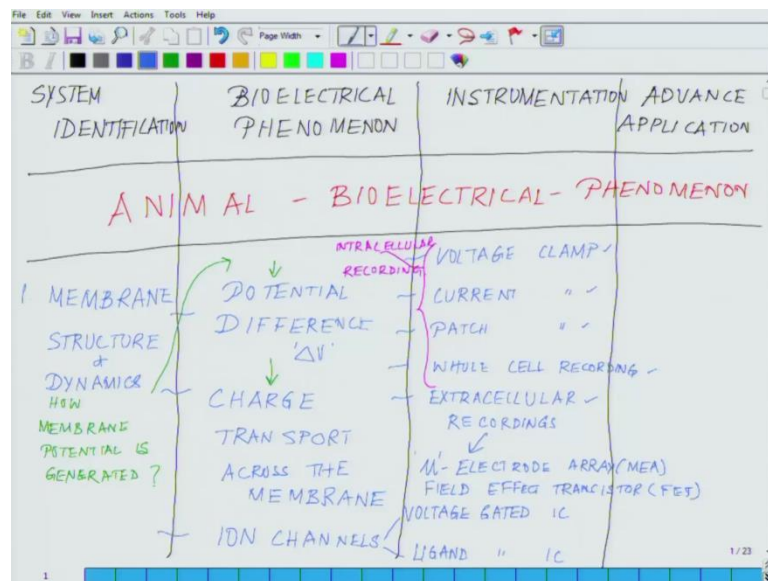 File Edit View Insert Actions Tools Help
Page Width
SYSTEM
IDENTIFICATION
BIOELECTRICAL
PHENOMENON
INSTRUMENTATION
ADVANCE
APPLICATION
ANIMAL - BIOELECTRICAL - PHENOMENON
1 MEMBRANE
STRUCTURE
&
DYNAMICS
HOW
MEMBRANE
POTENTIAL IS
GENERATED?
POTENTIAL
DIFFERENCE
'ΔV'
CHARGE
TRANSPORT
ACROSS THE
MEMBRANE
ION CHANNELS
INTRACELLULAR
RECORDING
VOLTAGE CLAMP
CURRENT " "
PATCH " "
WHOLE CELL RECORDING
EXTRACELLULAR
RECORDINGS
'μ'- ELECTRODE ARRAY (MEA)
FIELD EFFECT TRANCISTOR (FET)
VOLTAGE GATED IC
LIGAND " IC
1 / 23
1